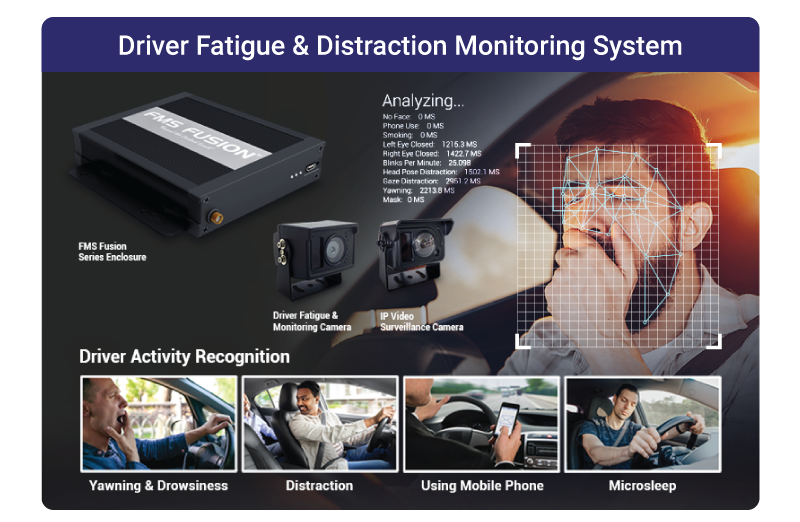 Driver Fatigue & Distraction Monitoring System
FMS FUSION
Analyzing...
No Face: 0 MS
Phone Use: 0 MS
Smoking: 0 MS
Left Eye Closed: 1215.3 MS
Right Eye Closed: 1422.7 MS
Blinks Per Minute: 25.098
Head Pose Distraction: 1502.1 MS
Gaze Distraction: 2951.2 MS
Yawning: 2213.8 MS
Mask: 0 MS
FMS Fusion
Series Enclosure
Driver Fatigue &
Monitoring Camera
IP Video
Surveillance Camera
Driver Activity Recognition
Yawning & Drowsiness
Distraction
Using Mobile Phone
Microsleep